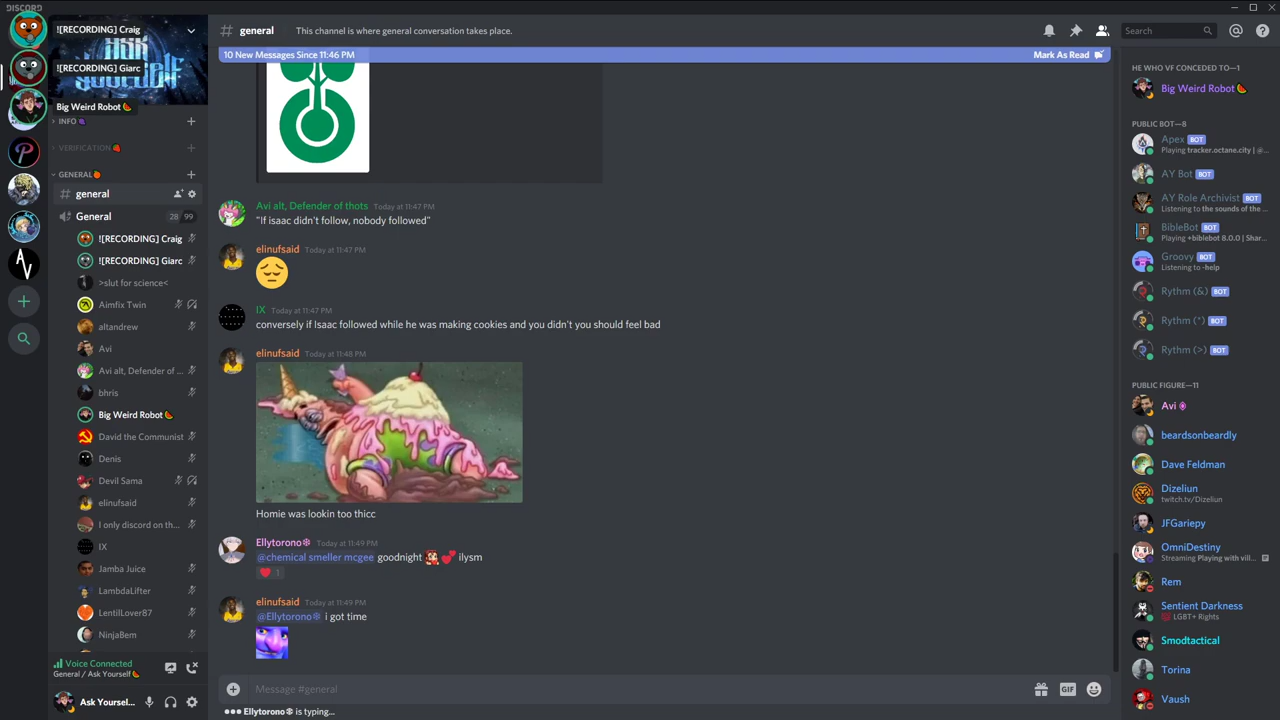 DISCORD
![RECORDING] Craig
ASK
YOURSELF
![RECORDING] Giarc
Big Weird Robot🍉
INFO🍇
VERIFICATION🍓
GENERAL🍊
# general
General 28 99
![RECORDING] Craig
![RECORDING] Giarc
>slut for science<
Aimfix Twin
altandrew
Avi
Avi alt, Defender of ...
bhris
Big Weird Robot🍉
David the Communist
Denis
Devil Sama
elinufsaid
I only discord on th...
IX
Jamba Juice
LambdaLifter
LentilLover87
NinjaBem
Voice Connected
General / Ask Yourself🍉
Ask Yoursel...
# general This channel is where general conversation takes place.
Search
10 New Messages Since 11:46 PM Mark As Read
Avi alt, Defender of thots Today at 11:47 PM
"If isaac didn't follow, nobody followed"
elinufsaid Today at 11:47 PM
😔
IX Today at 11:47 PM
conversely if Isaac followed while he was making cookies and you didn't you should feel bad
elinufsaid Today at 11:48 PM
Homie was lookin too thicc
Ellytorono❄ Today at 11:49 PM
@chemical smeller mcgee goodnight 💕 ilysm
❤ 1
elinufsaid Today at 11:49 PM
@Ellytorono❄ i got time
Message #general
GIF
Ellytorono❄ is typing...
HE WHO VF CONCEDED TO—1
Big Weird Robot🍉
PUBLIC BOT—8
Apex BOT
Playing tracker.octane.city | @...
AY Bot BOT
AY Role Archivist BOT
Listening to the sounds of the ...
BibleBot BOT
Playing +biblebot 8.0.0 | Shar...
Groovy BOT
Listening to -help
Rythm (&) BOT
Rythm (*) BOT
Rythm (>) BOT
PUBLIC FIGURE—11
Avi
beardsonbeardly
Dave Feldman
Dizeliun
twitch.tv/Dizeliun
JFGariepy
OmniDestiny
Streaming Playing with vill...
Rem
Sentient Darkness
LGBT+ Rights
Smodtactical
Torina
Vaush